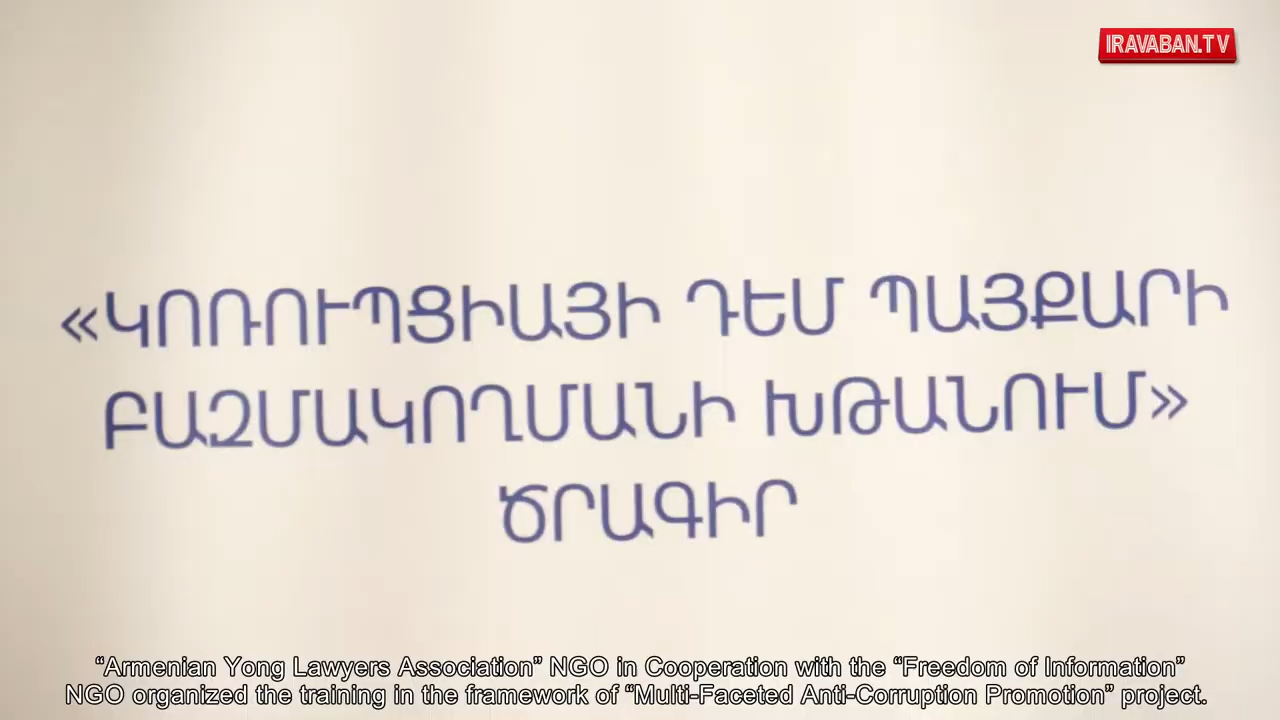 IRAVABAN.TV
«ԿՈՌՈՒՊՑԻԱՅԻ ԴԵՄ ՊԱՅՔԱՐԻ
ԲԱԶՄԱԿՈՂՄԱՆԻ ԽԹԱՆՈՒՄ»
ԾՐԱԳԻՐ
“Armenian Yong Lawyers Association” NGO in Cooperation with the “Freedom of Information”
NGO organized the training in the framework of “Multi-Faceted Anti-Corruption Promotion” project.